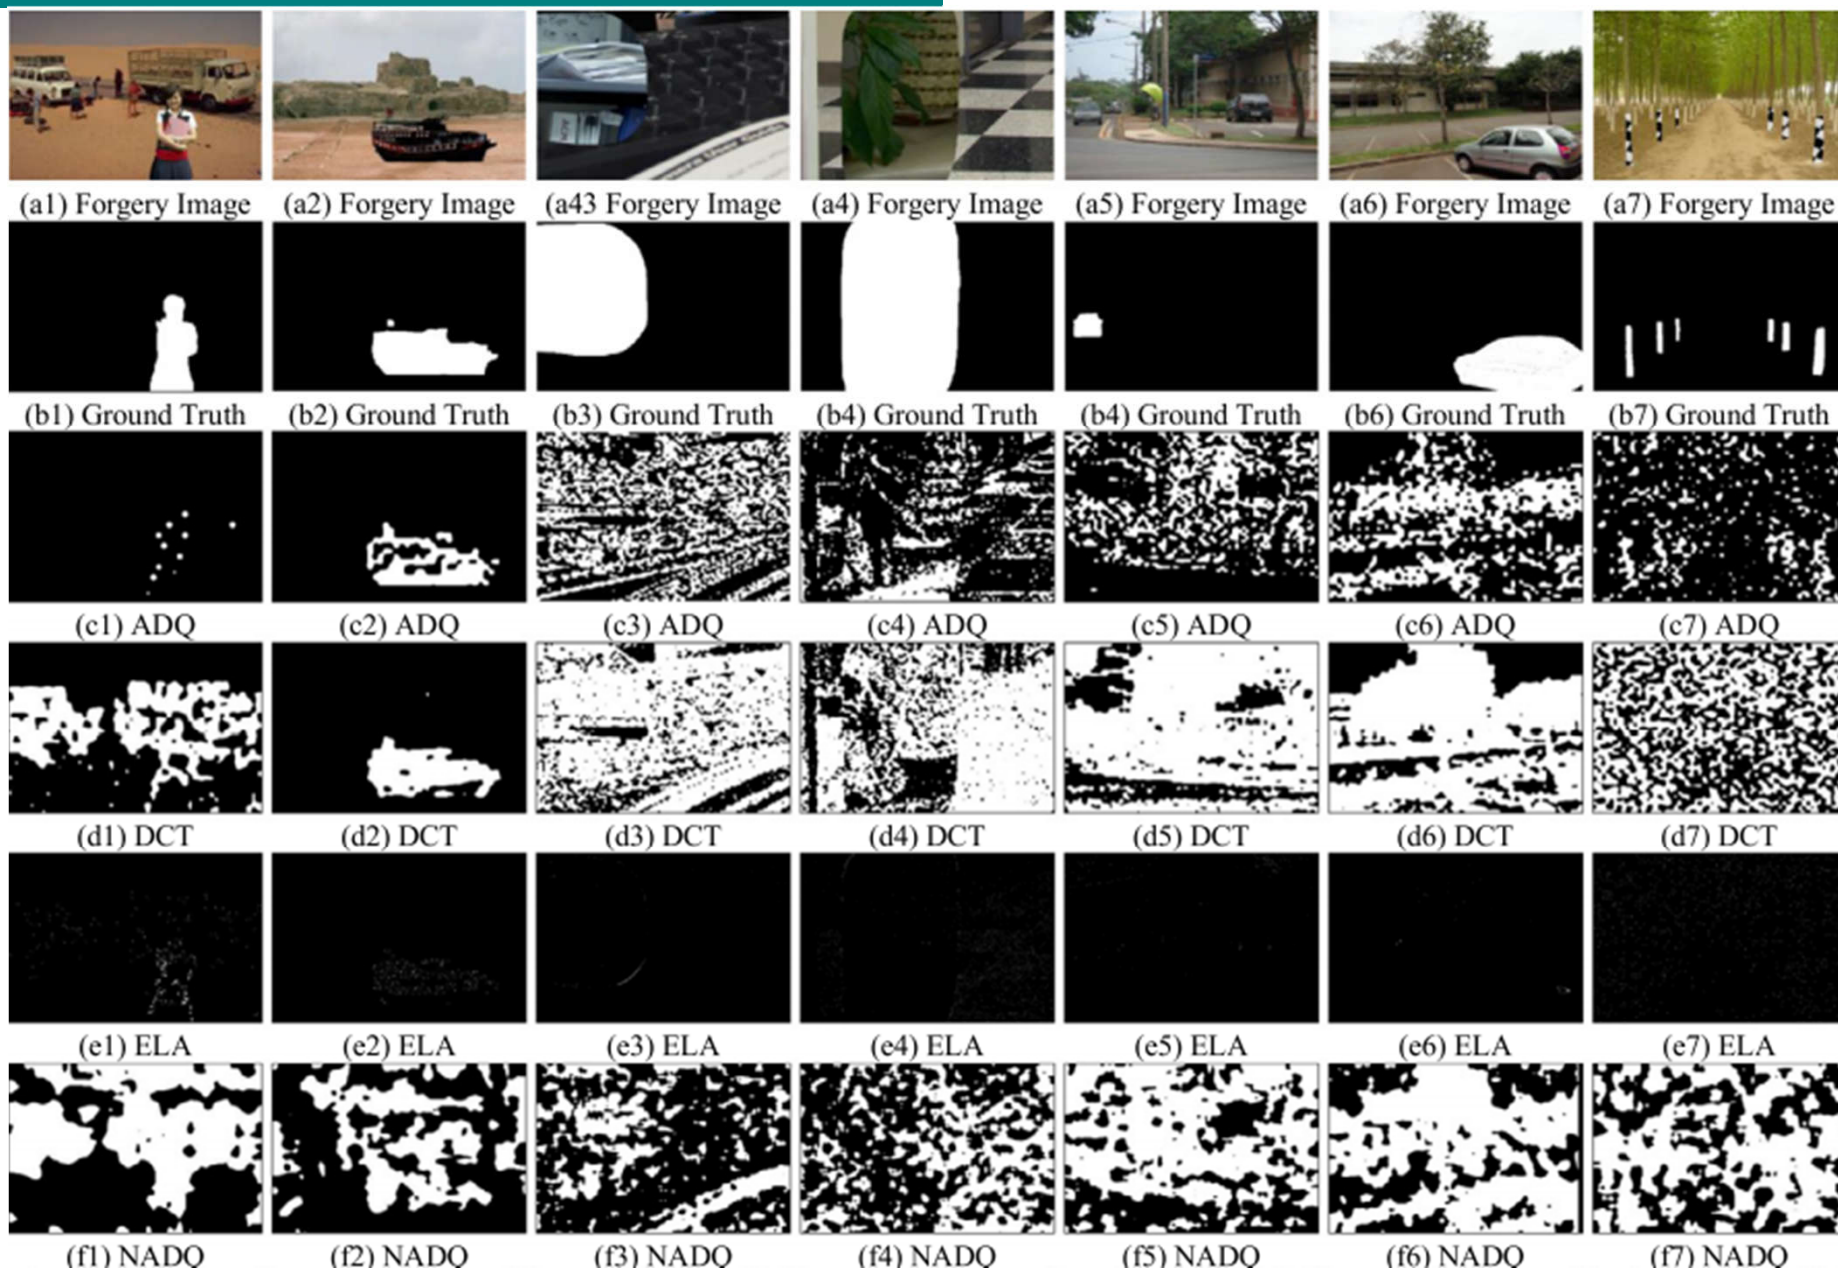 (a1) Forgery Image (a2) Forgery Image (a43 Forgery Image (a4) Forgery Image (a5) Forgery Image (a6) Forgery Image (a7) Forgery Image
(b1) Ground Truth (b2) Ground Truth (b3) Ground Truth (b4) Ground Truth (b4) Ground Truth (b6) Ground Truth (b7) Ground Truth
(c1) ADQ (c2) ADQ (c3) ADQ (c4) ADQ (c5) ADQ (c6) ADQ (c7) ADQ
(d1) DCT (d2) DCT (d3) DCT (d4) DCT (d5) DCT (d6) DCT (d7) DCT
(e1) ELA (e2) ELA (e3) ELA (e4) ELA (e5) ELA (e6) ELA (e7) ELA
(f1) NADQ (f2) NADQ (f3) NADQ (f4) NADQ (f5) NADQ (f6) NADQ (f7) NADQ